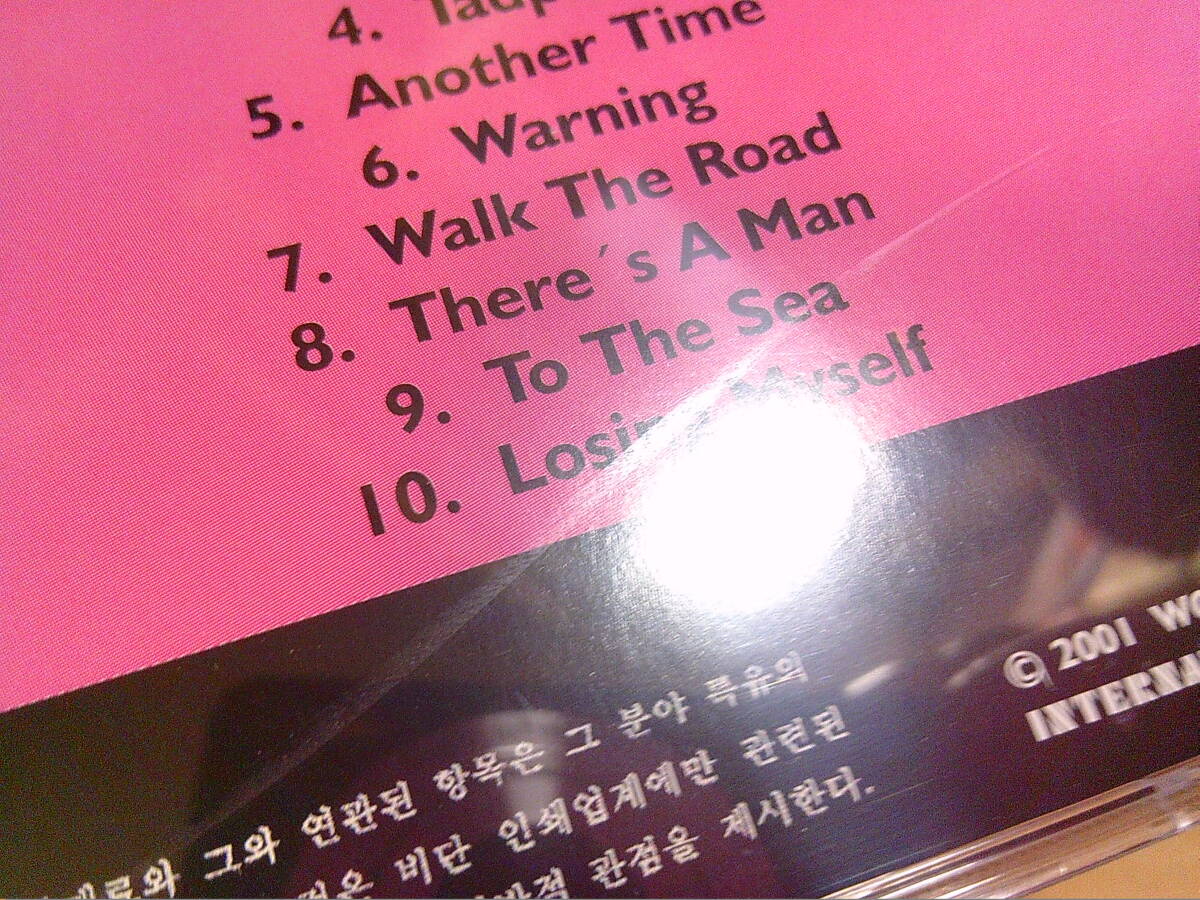 4.
5. Another Time
6. Warning
7. Walk The Road
8. There´s A Man
9. To The Sea
10. Losing Myself
© 2001
그와 연관된 항목은 그 분야 특유의
비단 인쇄업계에만 관련된
관점을 제시한다.